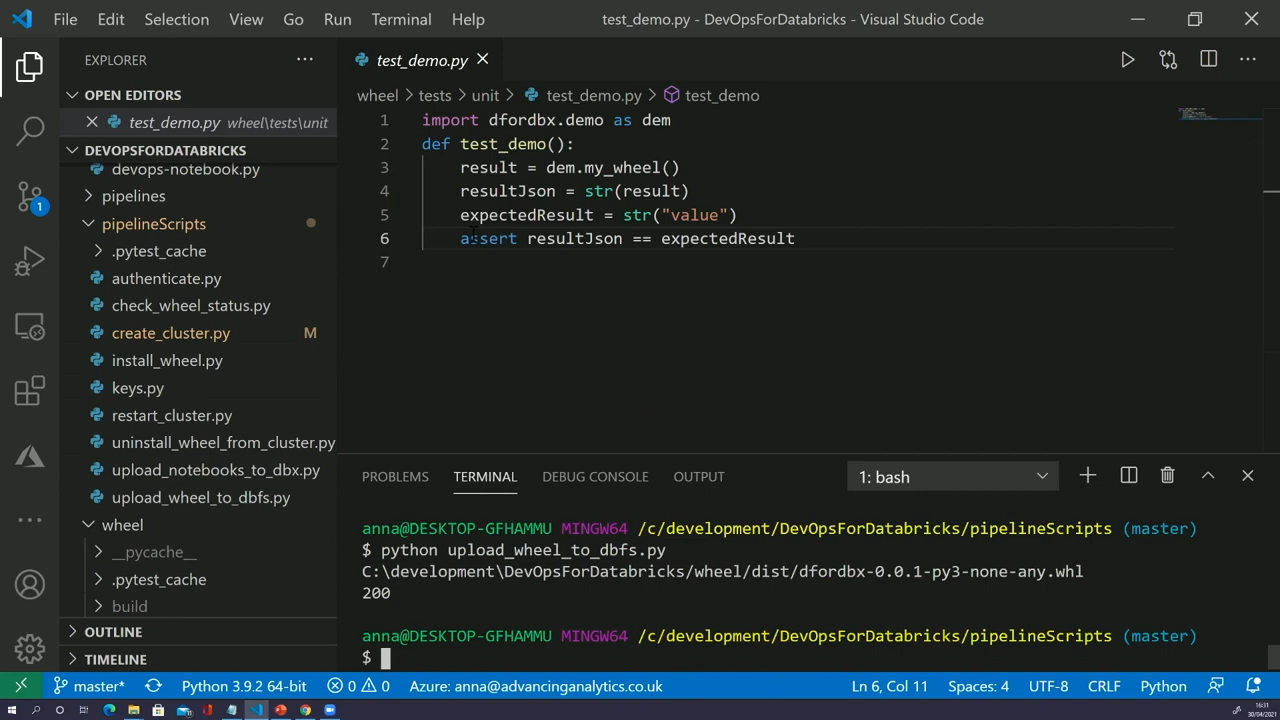 File Edit Selection View Go Run Terminal Help test_demo.py - DevOpsForDatabricks - Visual Studio Code
EXPLORER
OPEN EDITORS
test_demo.py wheel\tests\unit
DEVOPSFORDATABRICKS
devops-notebook.py
pipelines
pipelineScripts
.pytest_cache
authenticate.py
check_wheel_status.py
create_cluster.py M
install_wheel.py
keys.py
restart_cluster.py
uninstall_wheel_from_cluster.py
upload_notebooks_to_dbx.py
upload_wheel_to_dbfs.py
wheel
__pycache__
.pytest_cache
build
OUTLINE
TIMELINE
1
test_demo.py
wheel > tests > unit > test_demo.py > test_demo
1 import dfordbx.demo as dem
2 def test_demo():
3 result = dem.my_wheel()
4 resultJson = str(result)
5 expectedResult = str("value")
6 assert resultJson == expectedResult
7
PROBLEMS TERMINAL DEBUG CONSOLE OUTPUT 1: bash
anna@DESKTOP-GFHAMMU MINGW64 /c/development/DevOpsForDatabricks/pipelineScripts (master)
$ python upload_wheel_to_dbfs.py
C:\development\DevOpsForDatabricks/wheel/dist/dfordbx-0.0.1-py3-none-any.whl
200
anna@DESKTOP-GFHAMMU MINGW64 /c/development/DevOpsForDatabricks/pipelineScripts (master)
$
master* Python 3.9.2 64-bit 0 0 Azure: anna@advancinganalytics.co.uk Ln 6, Col 11 Spaces: 4 UTF-8 CRLF Python
16:31
30/04/2021